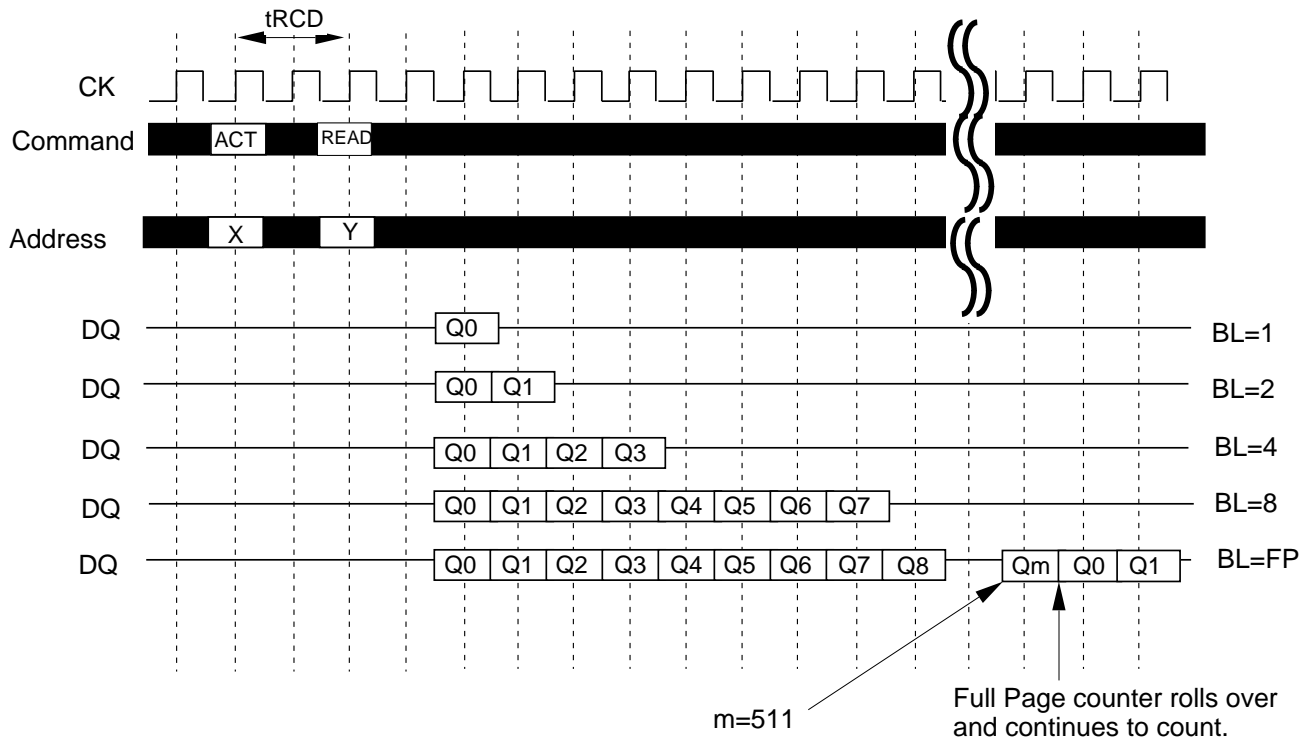 tRCD
CK
Command ACT READ
Address X Y
DQ Q0 BL=1
DQ Q0 Q1 BL=2
DQ Q0 Q1 Q2 Q3 BL=4
DQ Q0 Q1 Q2 Q3 Q4 Q5 Q6 Q7 BL=8
DQ Q0 Q1 Q2 Q3 Q4 Q5 Q6 Q7 Q8 Qm Q0 Q1 BL=FP
m=511
Full Page counter rolls over
and continues to count.